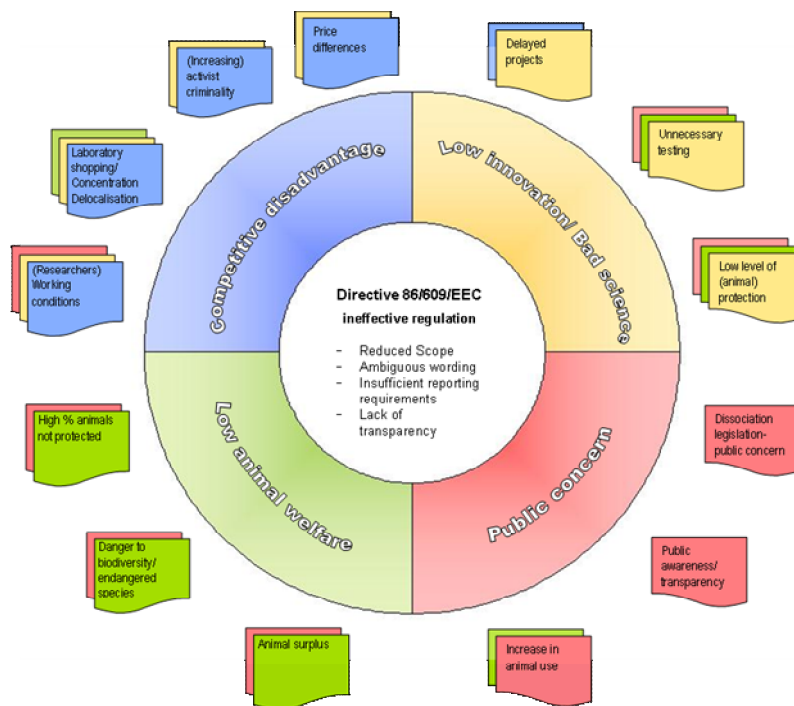 Price
differences
Delayed
projects
(Increasing)
activist
criminality
Unnecessary
testing
Laboratory
shopping/
Concentration
Delocalisation
Competitive disadvantage
Low innovation/ Bad science
(Researchers)
Working
conditions
Low level of
(animal)
protection
Directive 86/609/EEC
ineffective regulation
- Reduced Scope
- Ambiguous wording
- Insufficient reporting
requirements
- Lack of
transparency
High % animals
not protected
Dissociation
legislation-
public concern
Low animal welfare
Public concern
Danger to
biodiversity/
endangered
species
Public
awareness/
transparency
Animal surplus
Increase in
animal use